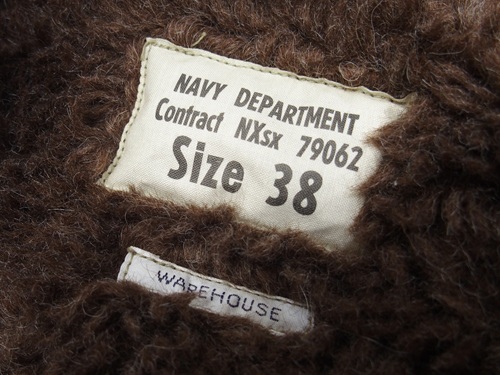 NAVY DEPARTMENT
Contract NXsx 79062
Size 38
WAREHOUSE